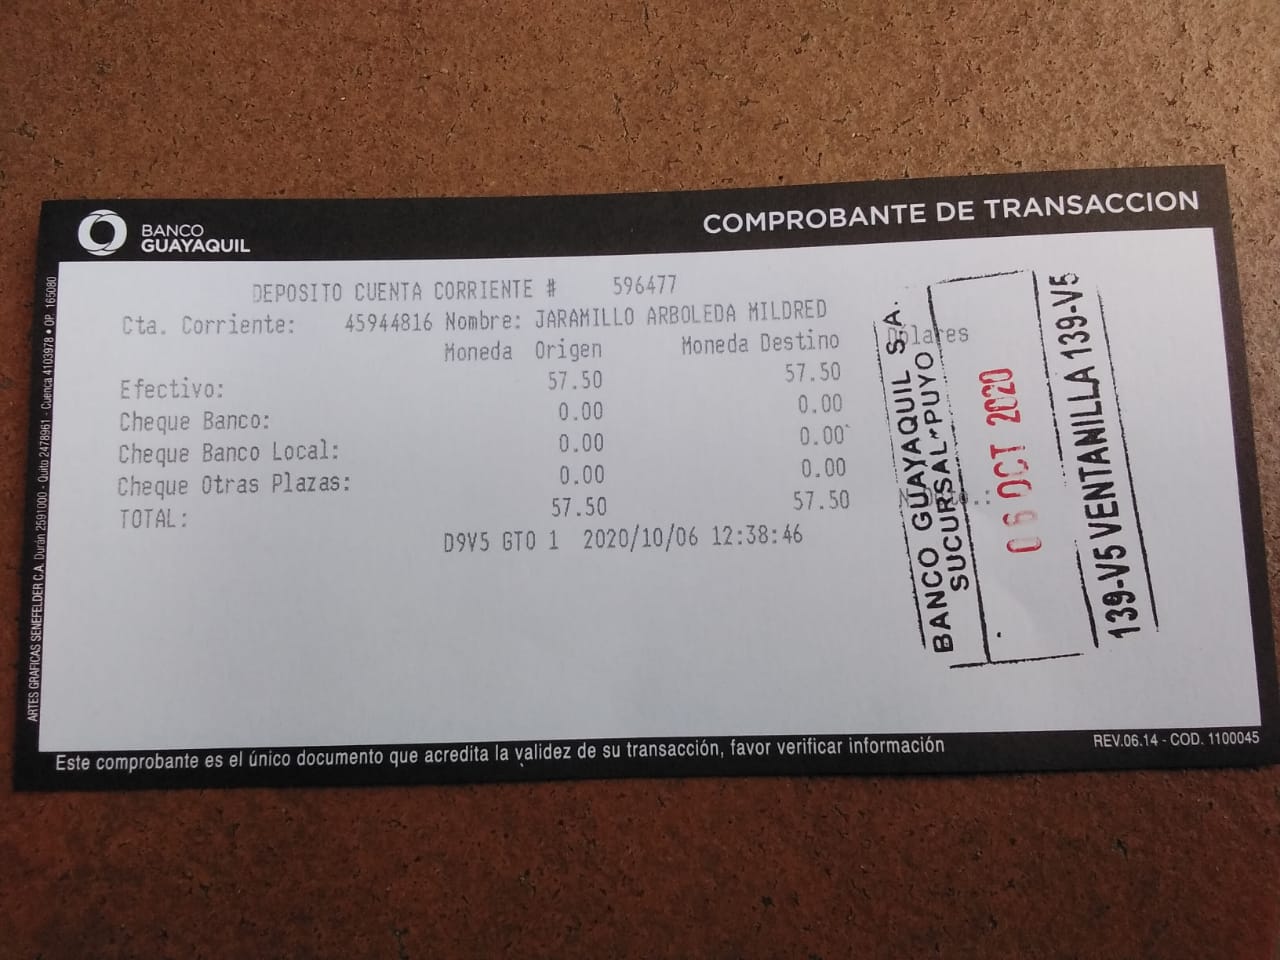 BANCO
GUAYAQUIL
COMPROBANTE DE TRANSACCION
DEPOSITO CUENTA CORRIENTE # 596477
Cta. Corriente: 45944816 Nombre: JARAMILLO ARBOLEDA MILDRED
Moneda Origen Moneda Destino Dólares
Efectivo: 57.50 57.50
Cheque Banco: 0.00 0.00
Cheque Banco Local: 0.00 0.00
Cheque Otras Plazas: 0.00 0.00
TOTAL: 57.50 57.50
D9V5 GTO 1 2020/10/06 12:38:46
BANCO GUAYAQUIL S.A.
SUCURSAL-PUYO
06 OCT 2020
139-V5 VENTANILLA 139-V5
ARTES GRAFICAS SENEFELDER C.A. Durán 2591000 - Quito 2478961 - Cuenca 4103978 • OP. 165080
Este comprobante es el único documento que acredita la validez de su transacción, favor verificar información
REV.06.14 - COD. 1100045